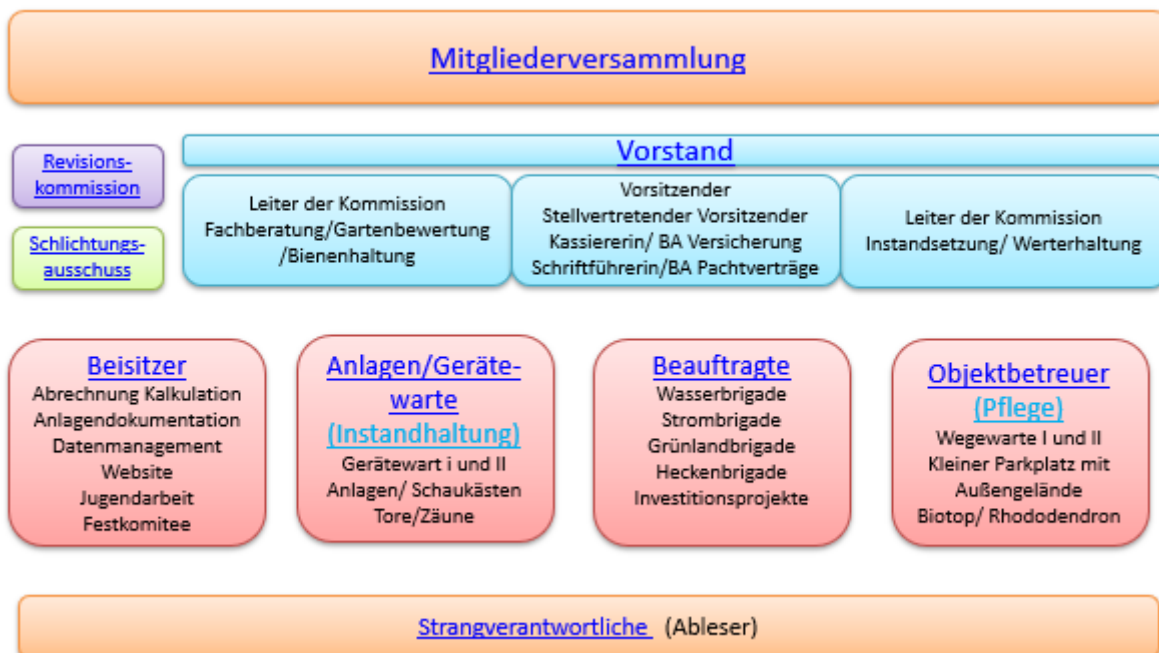 Mitgliederversammlung
Revisions-
kommission
Schlichtungs-
ausschuss
Vorstand
Leiter der Kommission
Fachberatung/Gartenbewertung
/Bienenhaltung
Vorsitzender
Stellvertretender Vorsitzender
Kassiererin/ BA Versicherung
Schriftführerin/BA Pachtverträge
Leiter der Kommission
Instandsetzung/ Werterhaltung
Beisitzer
Abrechnung Kalkulation
Anlagendokumentation
Datenmanagement
Website
Jugendarbeit
Festkomitee
Anlagen/Geräte-
warte
(Instandhaltung)
Gerätewart i und II
Anlagen/ Schaukästen
Tore/Zäune
Beauftragte
Wasserbrigade
Strombrigade
Grünlandbrigade
Heckenbrigade
Investitionsprojekte
Objektbetreuer
(Pflege)
Wegewarte I und II
Kleiner Parkplatz mit
Außengelände
Biotop/ Rhododendron
Strangverantwortliche (Ableser)